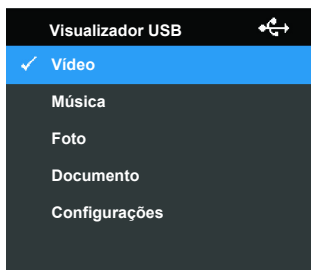 Visualizador USB
Vídeo
Música
Foto
Documento
Configurações